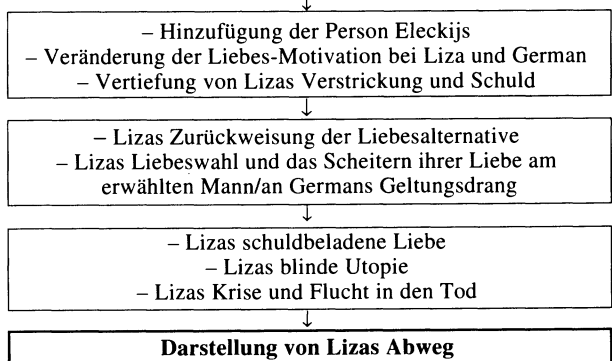 – Hinzufügung der Person Eleckijs
– Veränderung der Liebes-Motivation bei Liza und German
– Vertiefung von Lizas Verstrickung und Schuld
– Lizas Zurückweisung der Liebesalternative
– Lizas Liebeswahl und das Scheitern ihrer Liebe am
erwählten Mann/an Germans Geltungsdrang
– Lizas schuldbeladene Liebe
– Lizas blinde Utopie
– Lizas Krise und Flucht in den Tod
Darstellung von Lizas Abweg